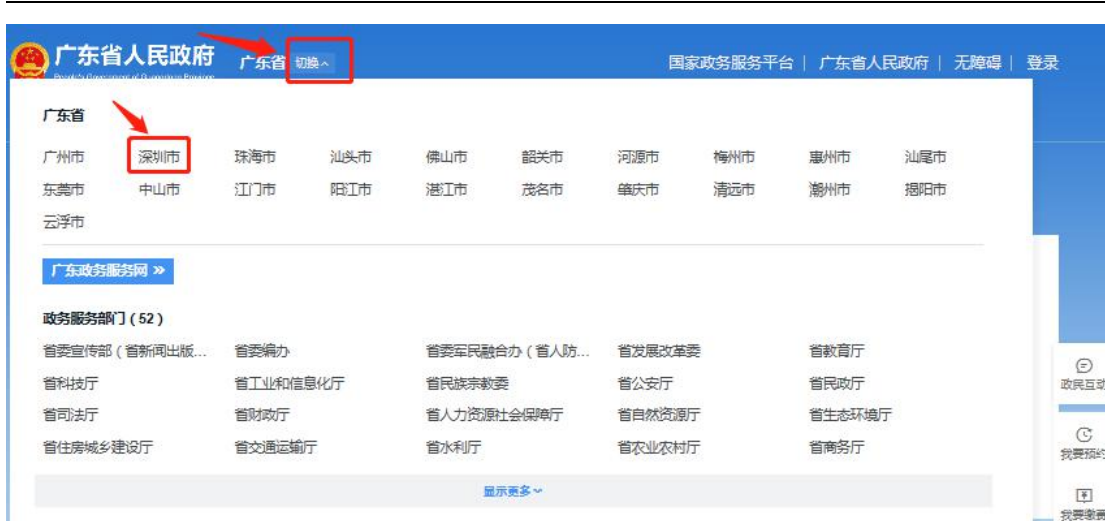 广东省人民政府 广东省 切换 国家政务服务平台 | 广东省人民政府 | 无障碍 | 登录
People's Government of Guangdong Province
广东省
广州市 深圳市 珠海市 汕头市 佛山市 韶关市 河源市 梅州市 惠州市 汕尾市
东莞市 中山市 江门市 阳江市 湛江市 茂名市 肇庆市 清远市 潮州市 揭阳市
云浮市
广东政务服务网 »
政务服务部门 ( 52 )
省委宣传部 ( 省新闻出版... 省委编办 省委军民融合办 ( 省人防... 省发展改革委 省教育厅
省科技厅 省工业和信息化厅 省民族宗教委 省公安厅 省民政厅
省司法厅 省财政厅 省人力资源社会保障厅 省自然资源厅 省生态环境厅
省住房城乡建设厅 省交通运输厅 省水利厅 省农业农村厅 省商务厅
显示更多
政民互动
我要预约
我要缴费